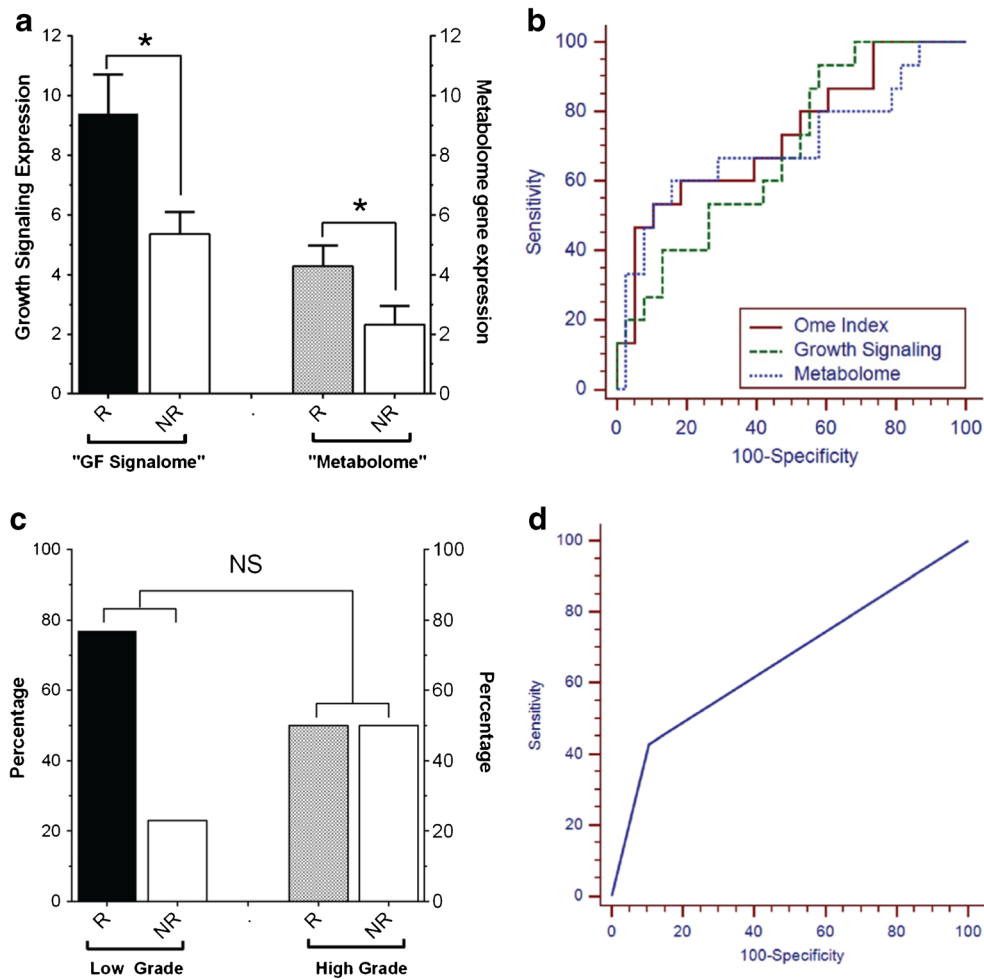 a
*
*
Growth Signaling Expression
Metabolome gene expression
12
10
8
6
4
2
0
12
10
8
6
4
2
0
R
NR
.
R
NR
"GF Signalome"
"Metabolome"
b
Sensitivity
100
80
60
40
20
0
Ome Index
Growth Signaling
Metabolome
0
20
40
60
80
100
100-Specificity
c
NS
Percentage
Percentage
100
80
60
40
20
0
100
80
60
40
20
0
R
NR
.
R
NR
Low Grade
High Grade
d
Sensitivity
100
80
60
40
20
0
0
20
40
60
80
100
100-Specificity